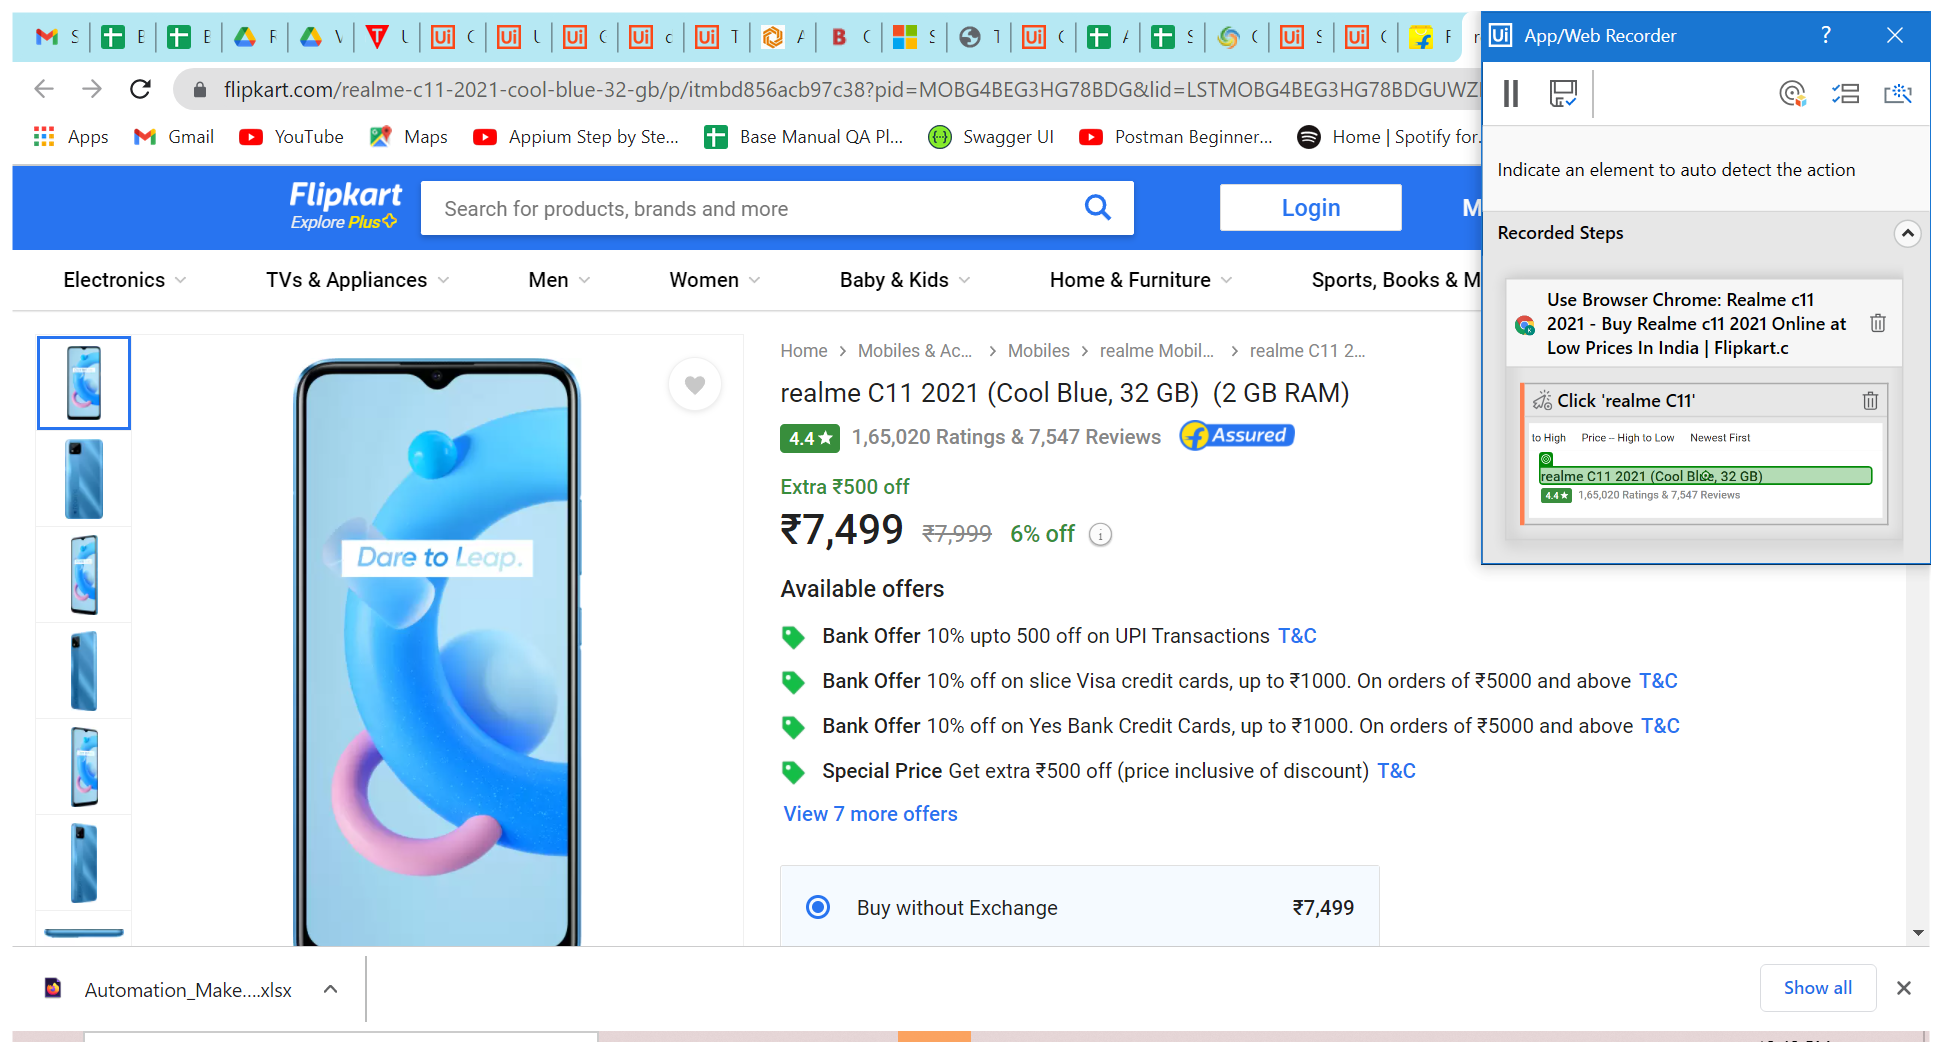 S E E F V U C U C c T A C S T C A S C S C F
App/Web Recorder ?
flipkart.com/realme-c11-2021-cool-blue-32-gb/p/itmbd856acb97c38?pid=MOBG4BEG3HG78BDG&lid=LSTMOBG4BEG3HG78BDGUWZ
Apps Gmail YouTube Maps Appium Step by Ste... Base Manual QA Pl... Swagger UI Postman Beginner... Home | Spotify for...
Indicate an element to auto detect the action
Flipkart
Explore Plus
Search for products, brands and more
Login
M
Recorded Steps
Electronics TVs & Appliances Men Women Baby & Kids Home & Furniture Sports, Books & M
Use Browser Chrome: Realme c11
2021 - Buy Realme c11 2021 Online at
Low Prices In India | Flipkart.c
Click 'realme C11'
to High Price -- High to Low Newest First
realme C11 2021 (Cool Blue, 32 GB)
4.4★ 1,65,020 Ratings & 7,547 Reviews
Home > Mobiles & Ac... > Mobiles > realme Mobil... > realme C11 2...
realme C11 2021 (Cool Blue, 32 GB) (2 GB RAM)
4.4★ 1,65,020 Ratings & 7,547 Reviews Assured
Extra ₹500 off
₹7,499 ₹7,999 6% off
Dare to Leap.
Available offers
Bank Offer 10% upto 500 off on UPI Transactions T&C
Bank Offer 10% off on slice Visa credit cards, up to ₹1000. On orders of ₹5000 and above T&C
Bank Offer 10% off on Yes Bank Credit Cards, up to ₹1000. On orders of ₹5000 and above T&C
Special Price Get extra ₹500 off (price inclusive of discount) T&C
View 7 more offers
Buy without Exchange ₹7,499
Automation_Make....xlsx
Show all